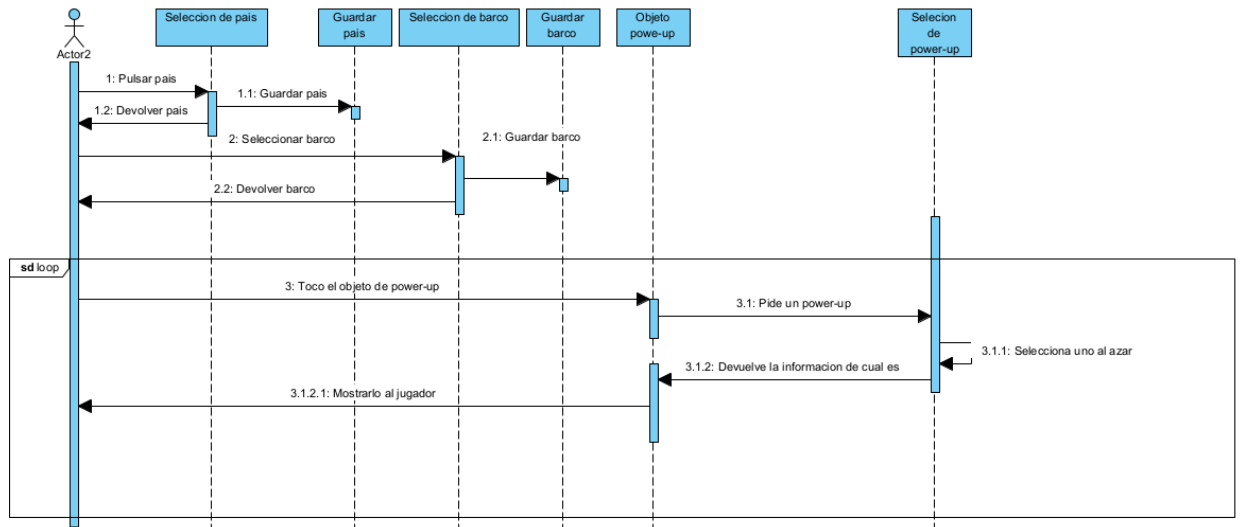 Seleccion de pais
Guardar
pais
Seleccion de barco
Guardar
barco
Objeto
powe-up
Selecion
de
power-up
Actor2
1: Pulsar pais
1.1: Guardar pais
1.2: Devolver pais
2: Seleccionar barco
2.1: Guardar barco
2.2: Devolver barco
sd loop
3: Toco el objeto de power-up
3.1: Pide un power-up
3.1.1: Selecciona uno al azar
3.1.2: Devuelve la informacion de cual es
3.1.2.1: Mostrarlo al jugador